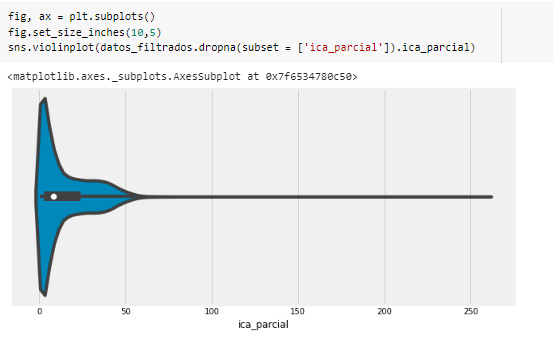 fig, ax = plt.subplots()
fig.set_size_inches(10,5)
sns.violinplot(datos_filtrados.dropna(subset = ['ica_parcial']).ica_parcial)
<matplotlib.axes._subplots.AxesSubplot at 0x7f6534780c50>
0 50 100 150 200 250
ica_parcial